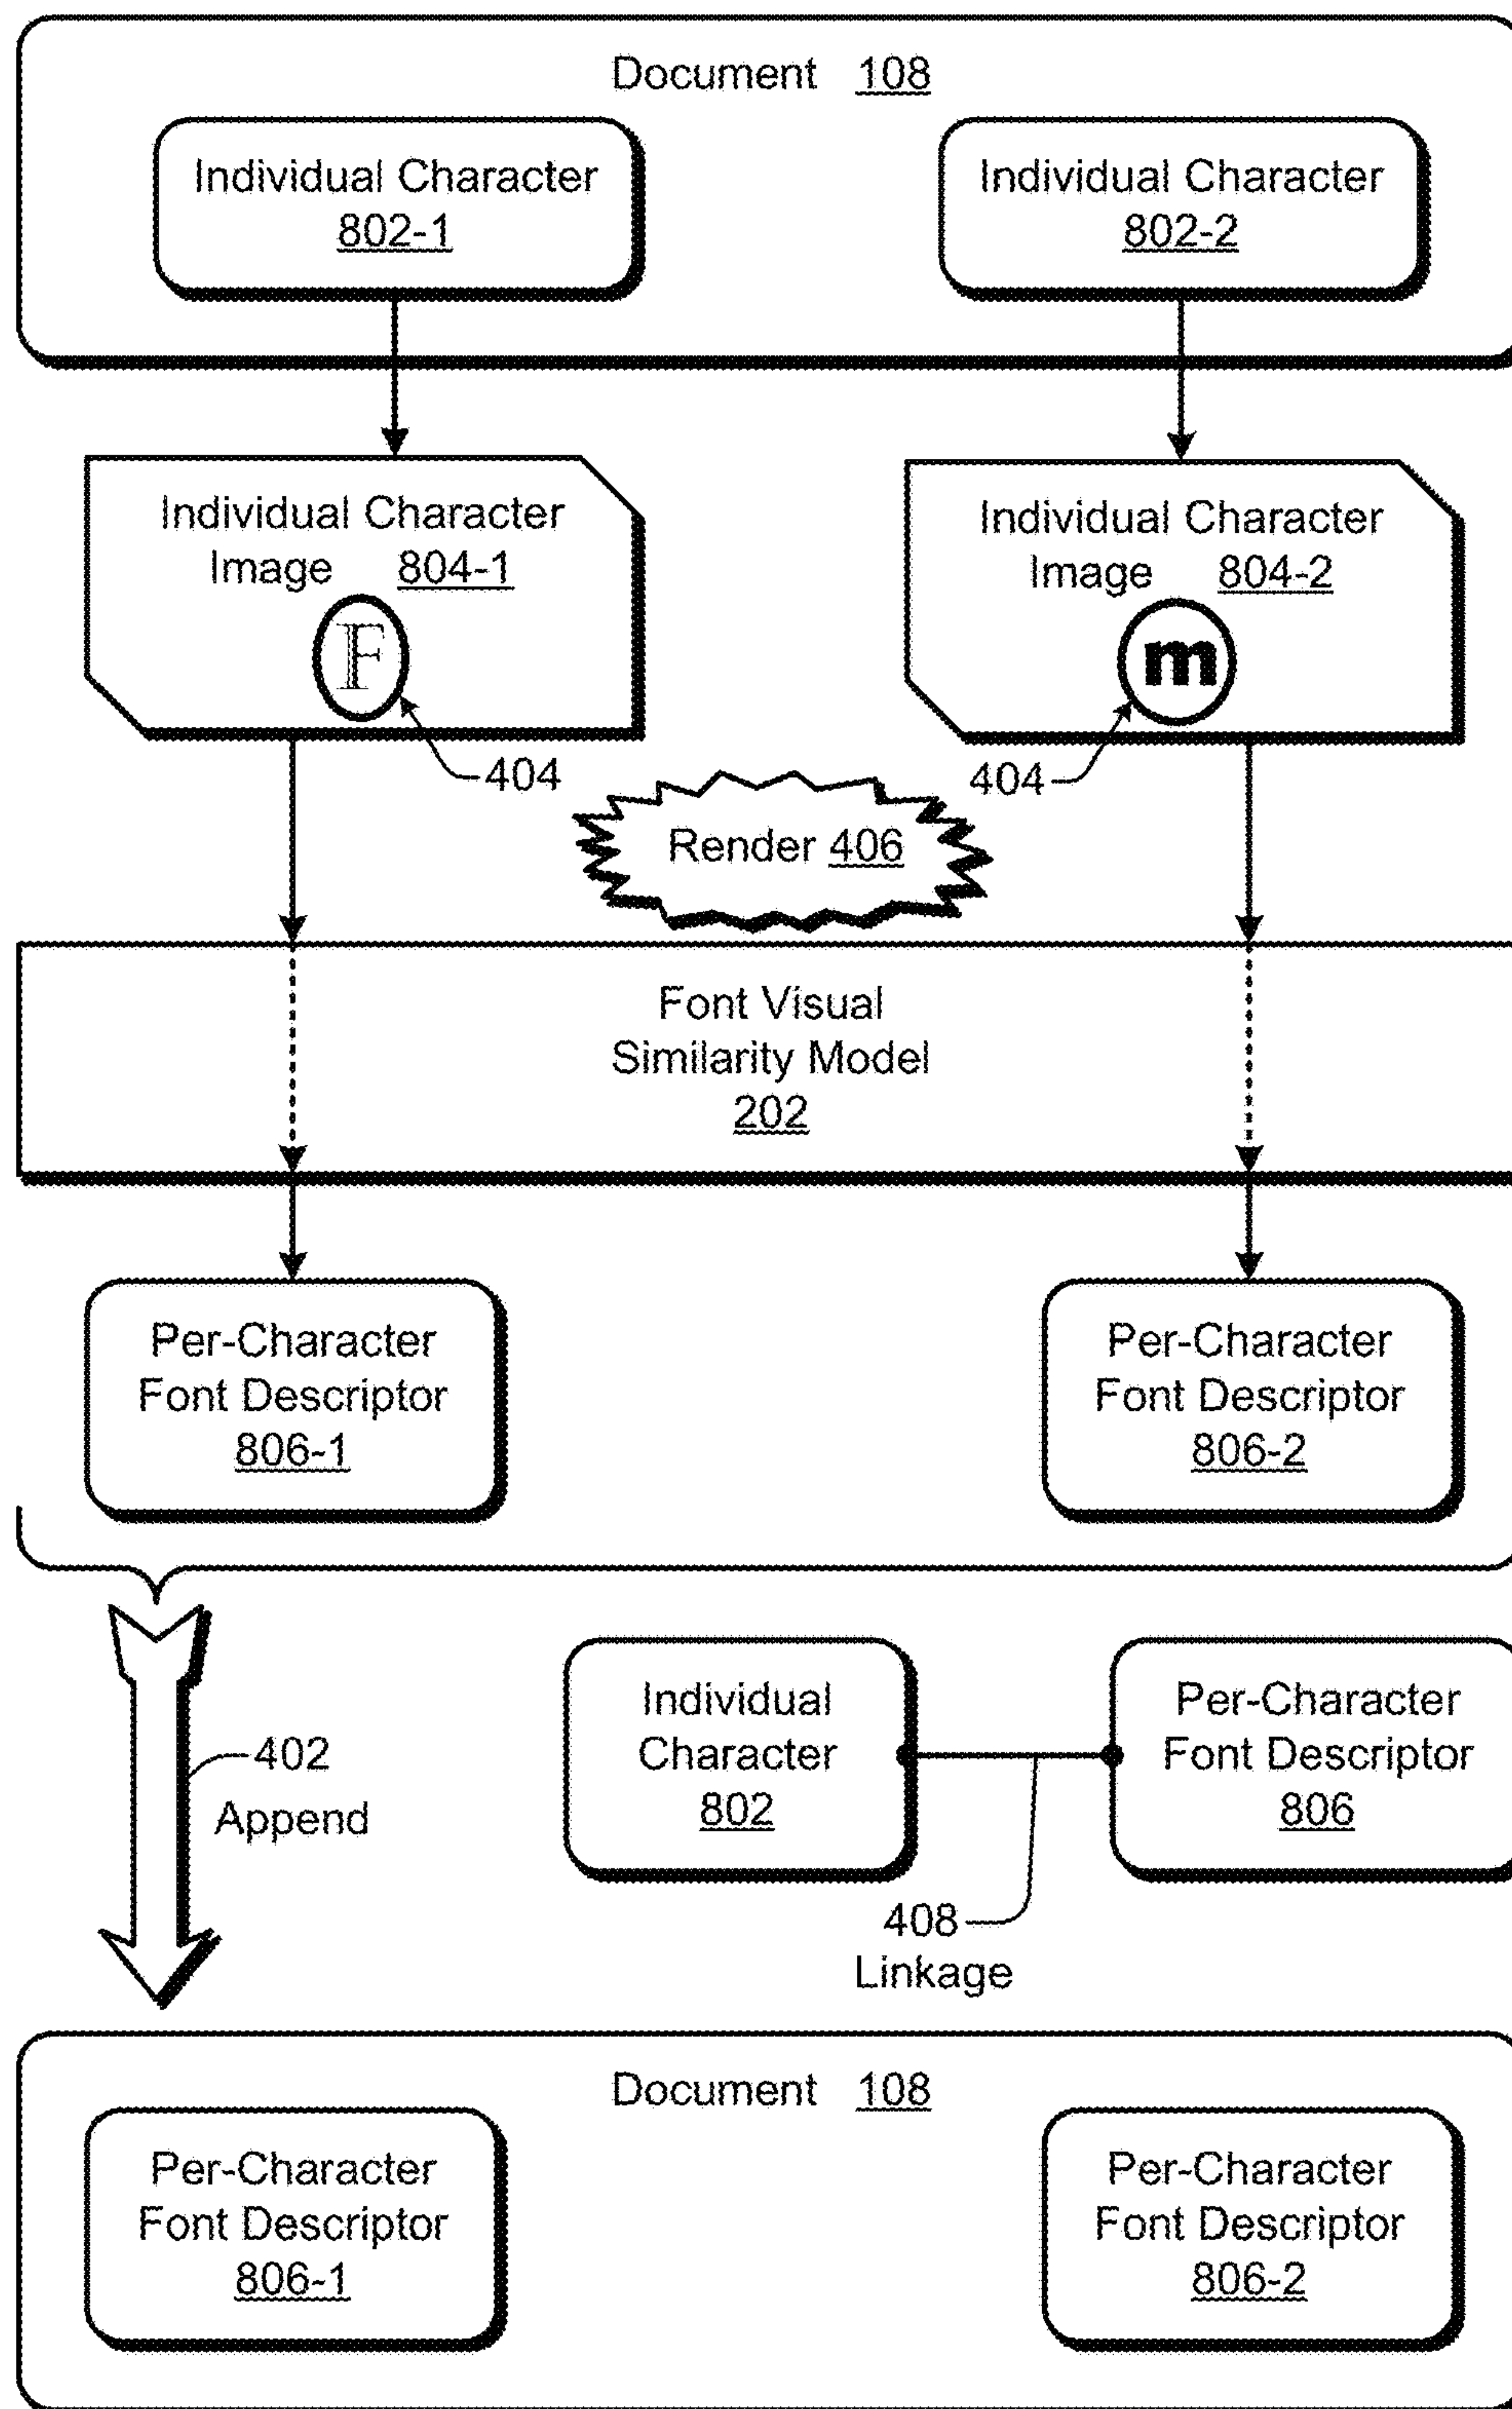 Document 108
Individual Character
802-1
Individual Character
802-2
Individual Character
Image 804-1
F
404
Individual Character
Image 804-2
m
404
Render 406
Font Visual
Similarity Model
202
Per-Character
Font Descriptor
806-1
Per-Character
Font Descriptor
806-2
402
Append
Individual
Character
802
Per-Character
Font Descriptor
806
408
Linkage
Document 108
Per-Character
Font Descriptor
806-1
Per-Character
Font Descriptor
806-2